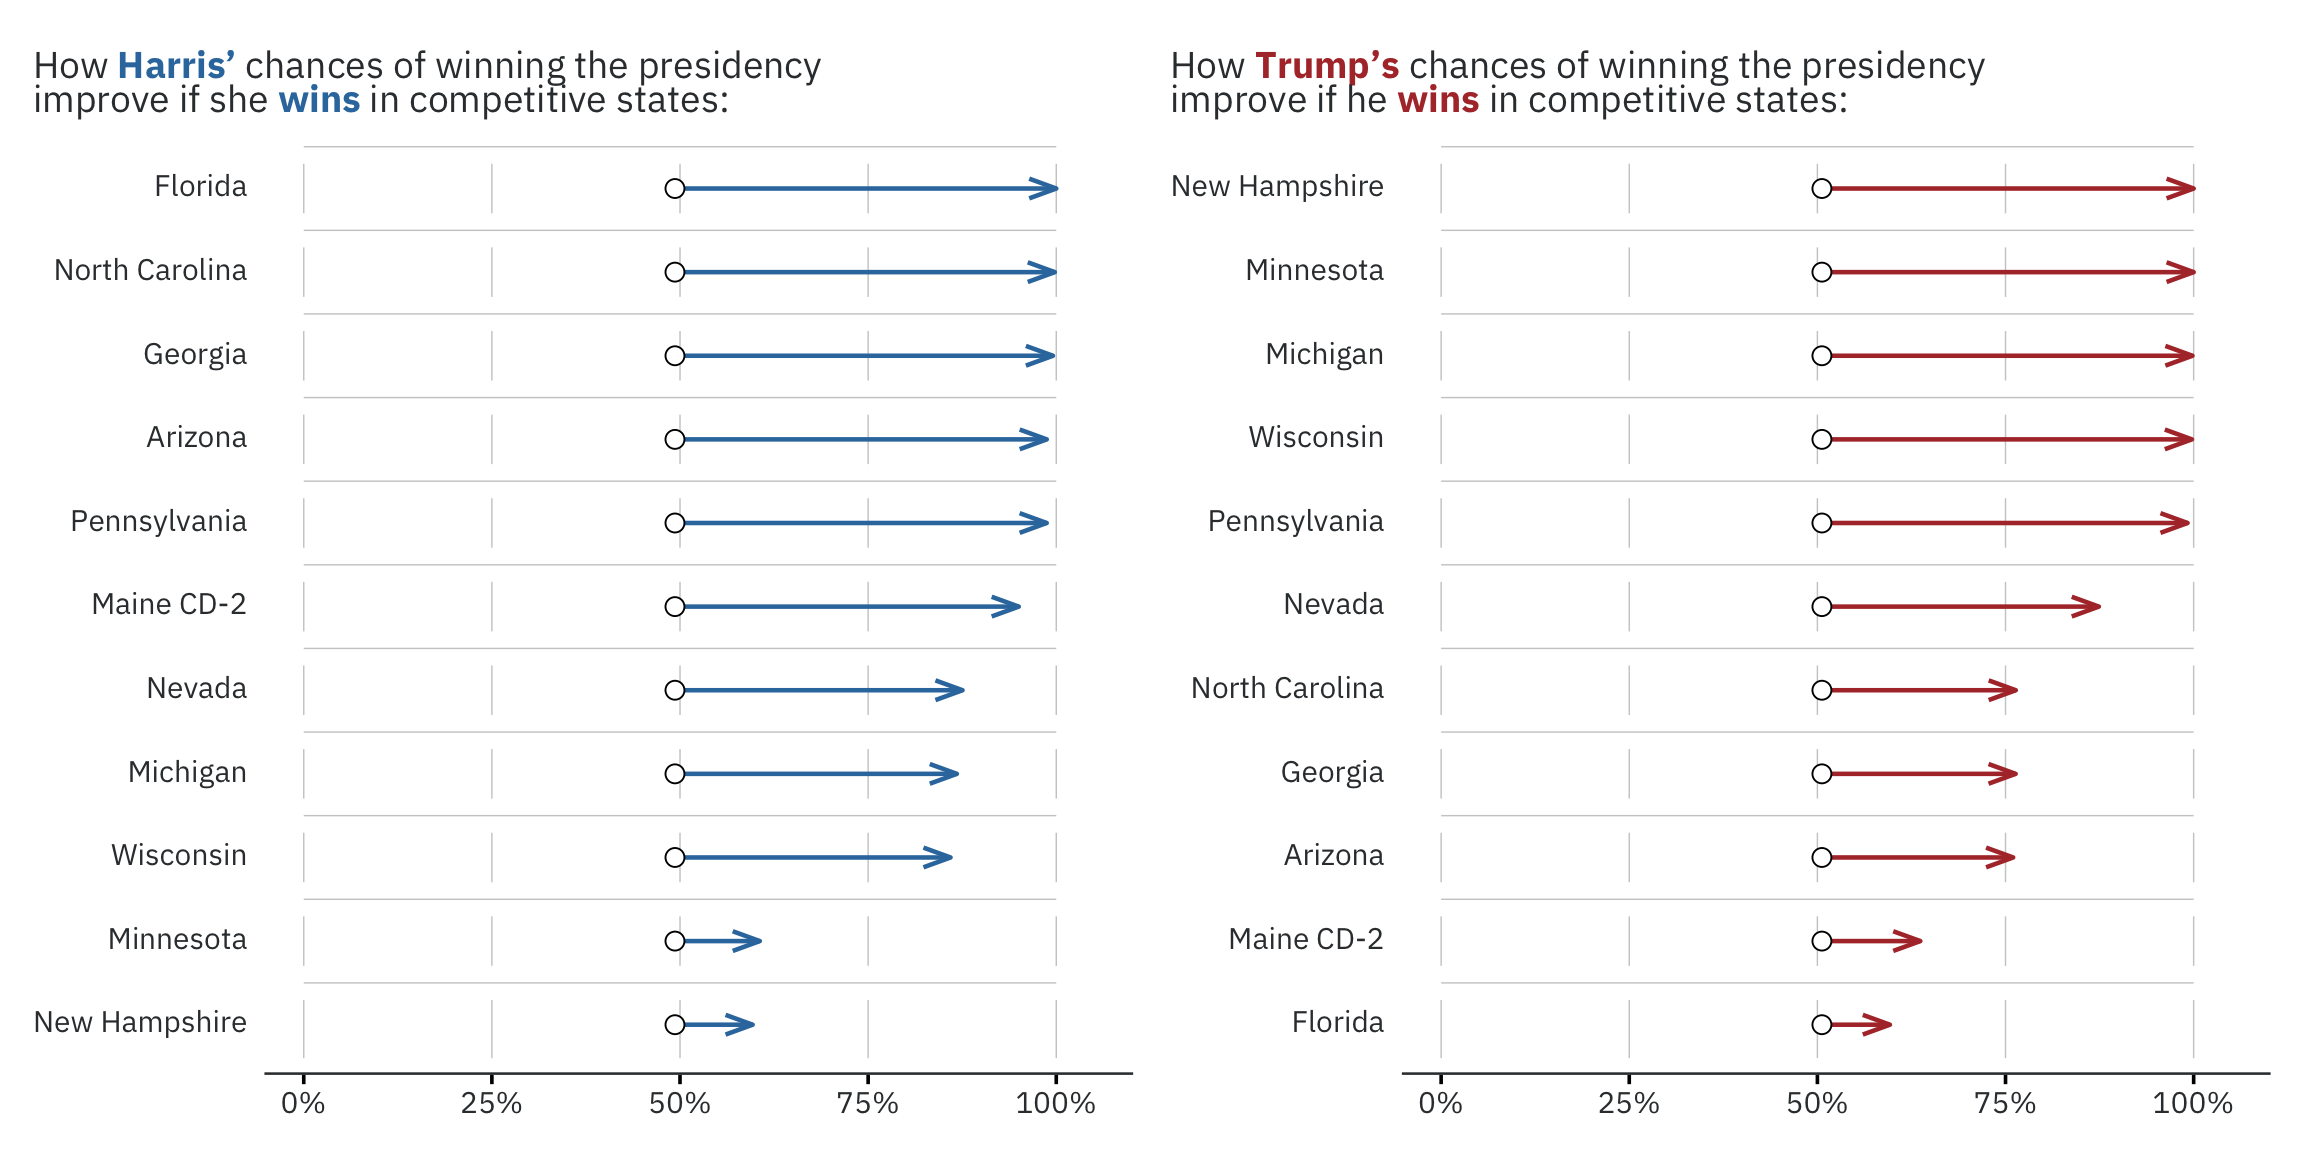 How Harris’ chances of winning the presidency
improve if she wins in competitive states:
Florida
North Carolina
Georgia
Arizona
Pennsylvania
Maine CD-2
Nevada
Michigan
Wisconsin
Minnesota
New Hampshire
0% 25% 50% 75% 100%
How Trump’s chances of winning the presidency
improve if he wins in competitive states:
New Hampshire
Minnesota
Michigan
Wisconsin
Pennsylvania
Nevada
North Carolina
Georgia
Arizona
Maine CD-2
Florida
0% 25% 50% 75% 100%